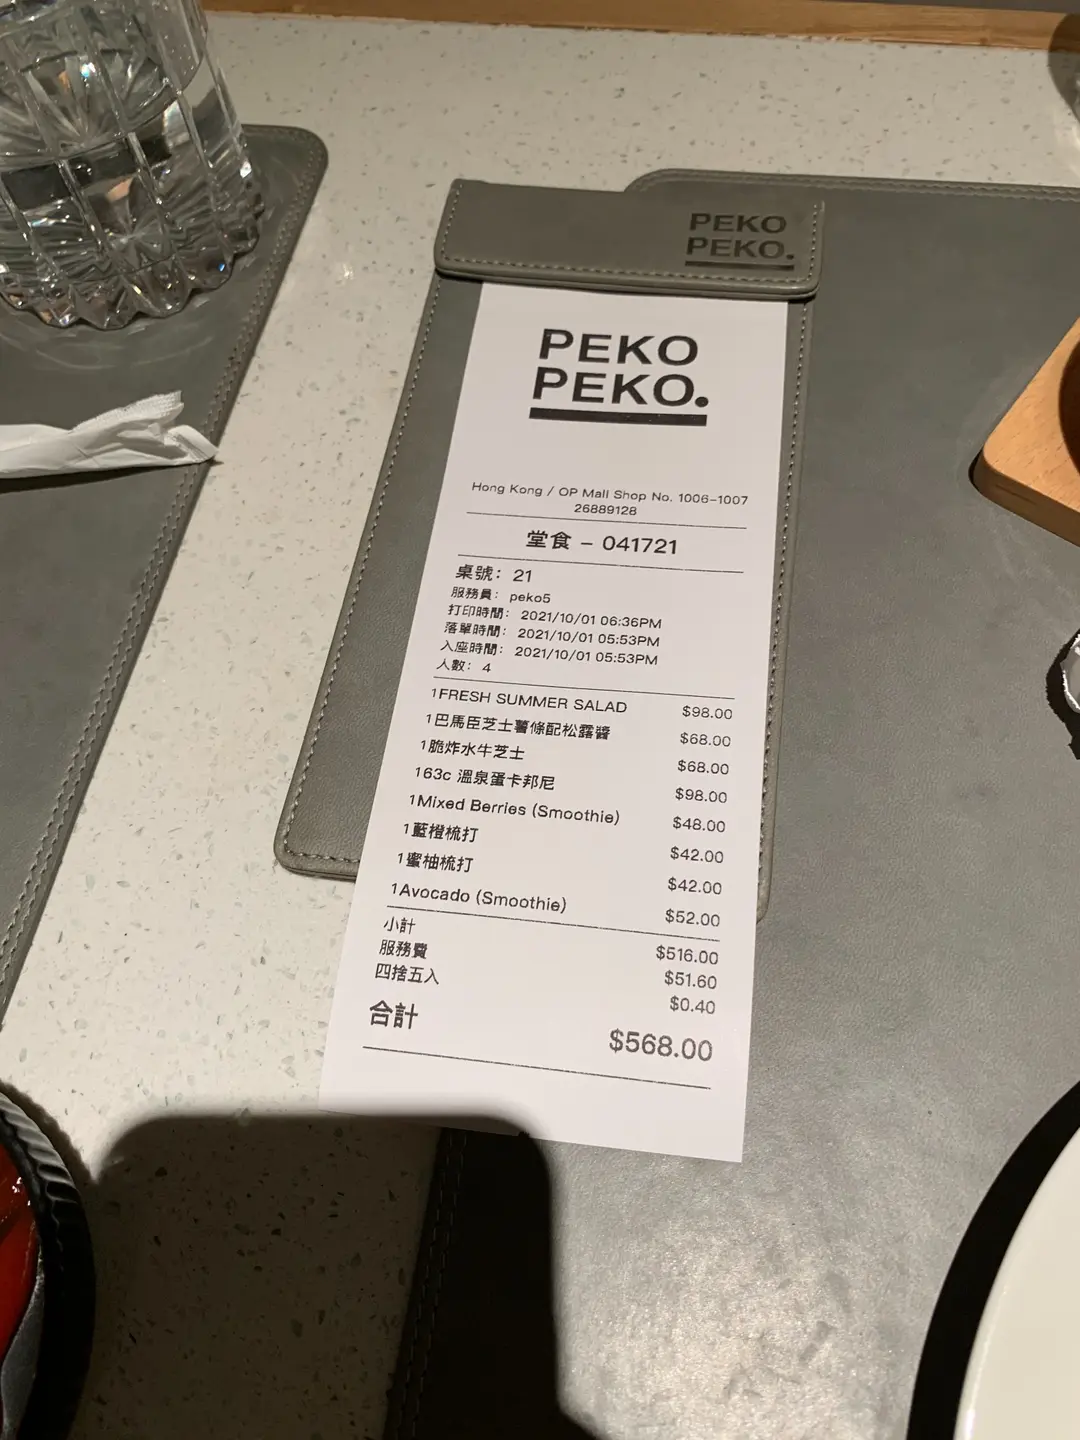 PEKO
PEKO.
PEKO
PEKO.
Hong Kong / OP Mall Shop No. 1006-1007
26889128
堂食 - 041721
桌號： 21
服務員： peko5
打印時間： 2021/10/01 06:36PM
落單時間： 2021/10/01 05:53PM
入座時間： 2021/10/01 05:53PM
人數： 4
1FRESH SUMMER SALAD $98.00
1巴馬臣芝士薯條配松露醬 $68.00
1脆炸水牛芝士 $68.00
163c 溫泉蛋卡邦尼 $98.00
1Mixed Berries (Smoothie) $48.00
1藍橙梳打 $42.00
1蜜柚梳打 $42.00
1Avocado (Smoothie) $52.00
小計 $516.00
服務費 $51.60
四捨五入 $0.40
合計 $568.00